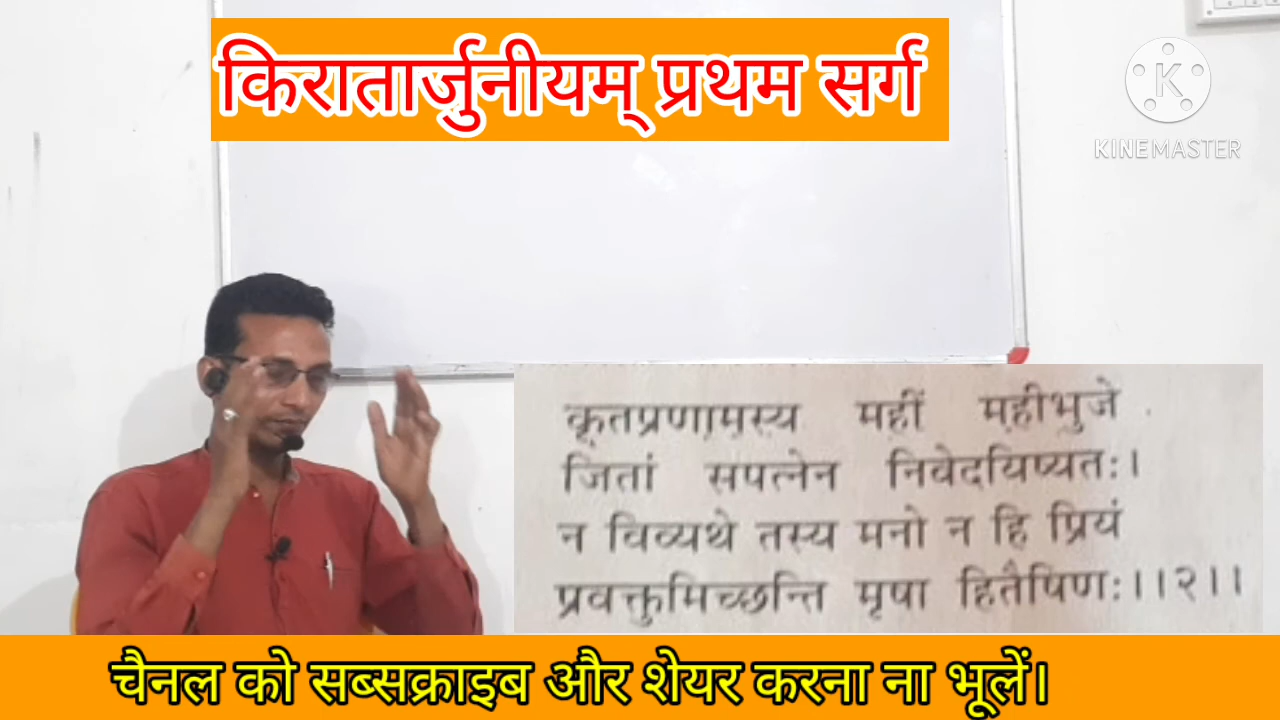 किरातार्जुनीयम् प्रथम सर्ग
K
KINEMASTER
कृतप्रणामस्य महीं महीभुजे
जितां सपत्नेन निवेदयिष्यतः।
न विव्यथे तस्य मनो न हि प्रियं
प्रवक्तुमिच्छन्ति मृषा हितैषिणः।।२।।
चैनल को सब्सक्राइब और शेयर करना ना भूलें।